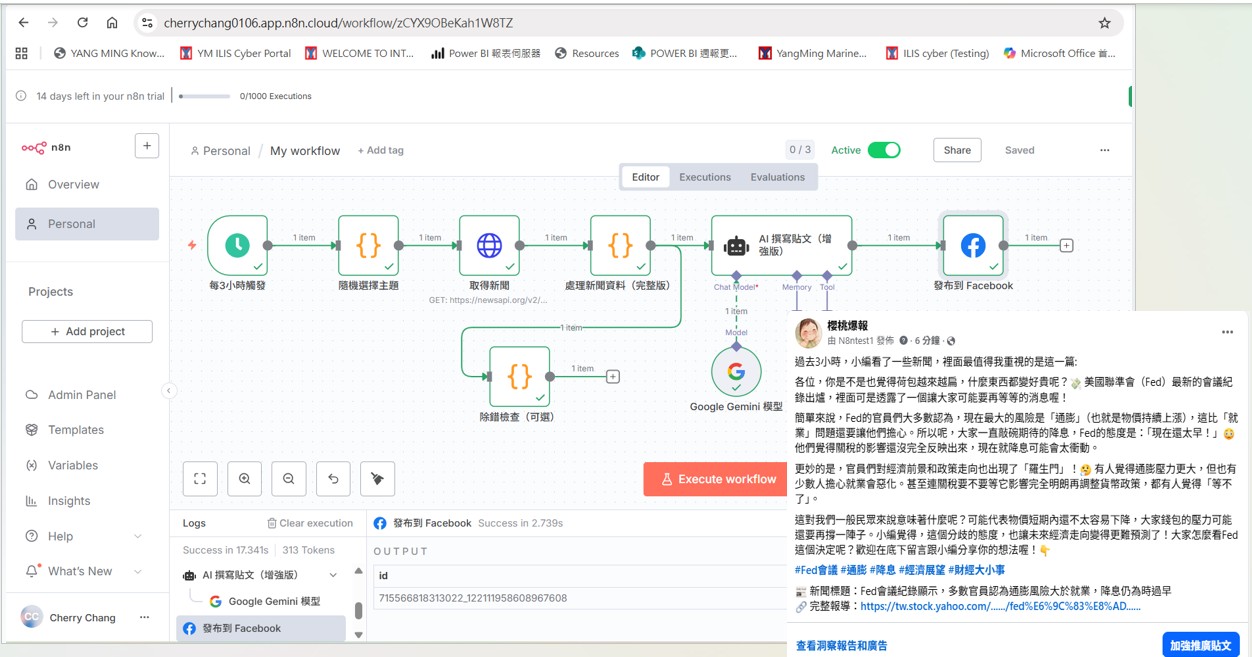 cherrychang0106.app.n8n.cloud/workflow/zCYX9OBeKah1W8TZ
YANG MING Know... YM ILIS Cyber Portal WELCOME TO INT... Power BI 報表伺服器 Resources POWER BI 週報更... YangMing Marine... ILIS cyber (Testing) Microsoft Office 首...
14 days left in your n8n trial 0/1000 Executions
n8n
+
Personal / My workflow + Add tag 0 / 3 Active Share Saved ...
Editor Executions Evaluations
Overview
Personal
Projects
+ Add project
Admin Panel
Templates
Variables
Insights
Help
What's New
CC Cherry Chang ...
1 item 1 item 1 item 1 item 1 item 1 item
AI 撰寫貼文（增強版）
每3小時觸發 隨機選擇主題 取得新聞 處理新聞資料（完整版） 發布到 Facebook
GET: https://newsapi.org/v2/...
Chat Model* Memory Tool
1 item
Model
1 item
1 item
除錯檢查（可選）
Google Gemini 模型
Execute workflow
Logs Clear execution 發布到 Facebook Success in 2.739s
Success in 17.341s 313 Tokens
AI 撰寫貼文（增強版）
Google Gemini 模型
發布到 Facebook
OUTPUT
id
715566818313022_122111958608967608
櫻桃爆報
由 N8ntest1 發佈 · 6 分鐘 ·
過去3小時，小編看了一些新聞，裡面最值得我重視的是這一篇:
各位，你是不是也覺得荷包越來越扁，什麼東西都變好貴呢？💸 美國聯準會（Fed）最新的會議紀
錄出爐，裡面可是透露了一個讓大家可能要再等等的消息喔！
簡單來說，Fed的官員們大多數認為，現在最大的風險是「通膨」（也就是物價持續上漲），這比「就
業」問題還要讓他們擔心。所以呢，大家一直敲碗期待的降息，Fed的態度是：「現在還太早！」😳
他們覺得關稅的影響還沒完全反映出來，現在就降息可能會太衝動。
更妙的是，官員們對經濟前景和政策走向也出現了「羅生門」！🤔 有人覺得通膨壓力更大，但也有
少數人擔心就業會惡化。甚至連關稅要不要等它影響完全明朗再調整貨幣政策，都有人覺得「等不
了」。
這對我們一般民眾來說意味著什麼呢？可能代表物價短期內還不太容易下降，大家錢包的壓力可能
還要再撐一陣子。小編覺得，這個分歧的態度，也讓未來經濟走向變得更難預測了！大家怎麼看Fed
這個決定呢？歡迎在底下留言跟小編分享你的想法喔！👇
#Fed會議 #通膨 #降息 #經濟展望 #財經大小事
📰 新聞標題：Fed會議紀錄顯示，多數官員認為通膨風險大於就業，降息仍為時過早
🔗 完整報導：https://tw.stock.yahoo.com/....../fed%E6%9C%83%E8%AD......
查看洞察報告和廣告 加強推廣貼文